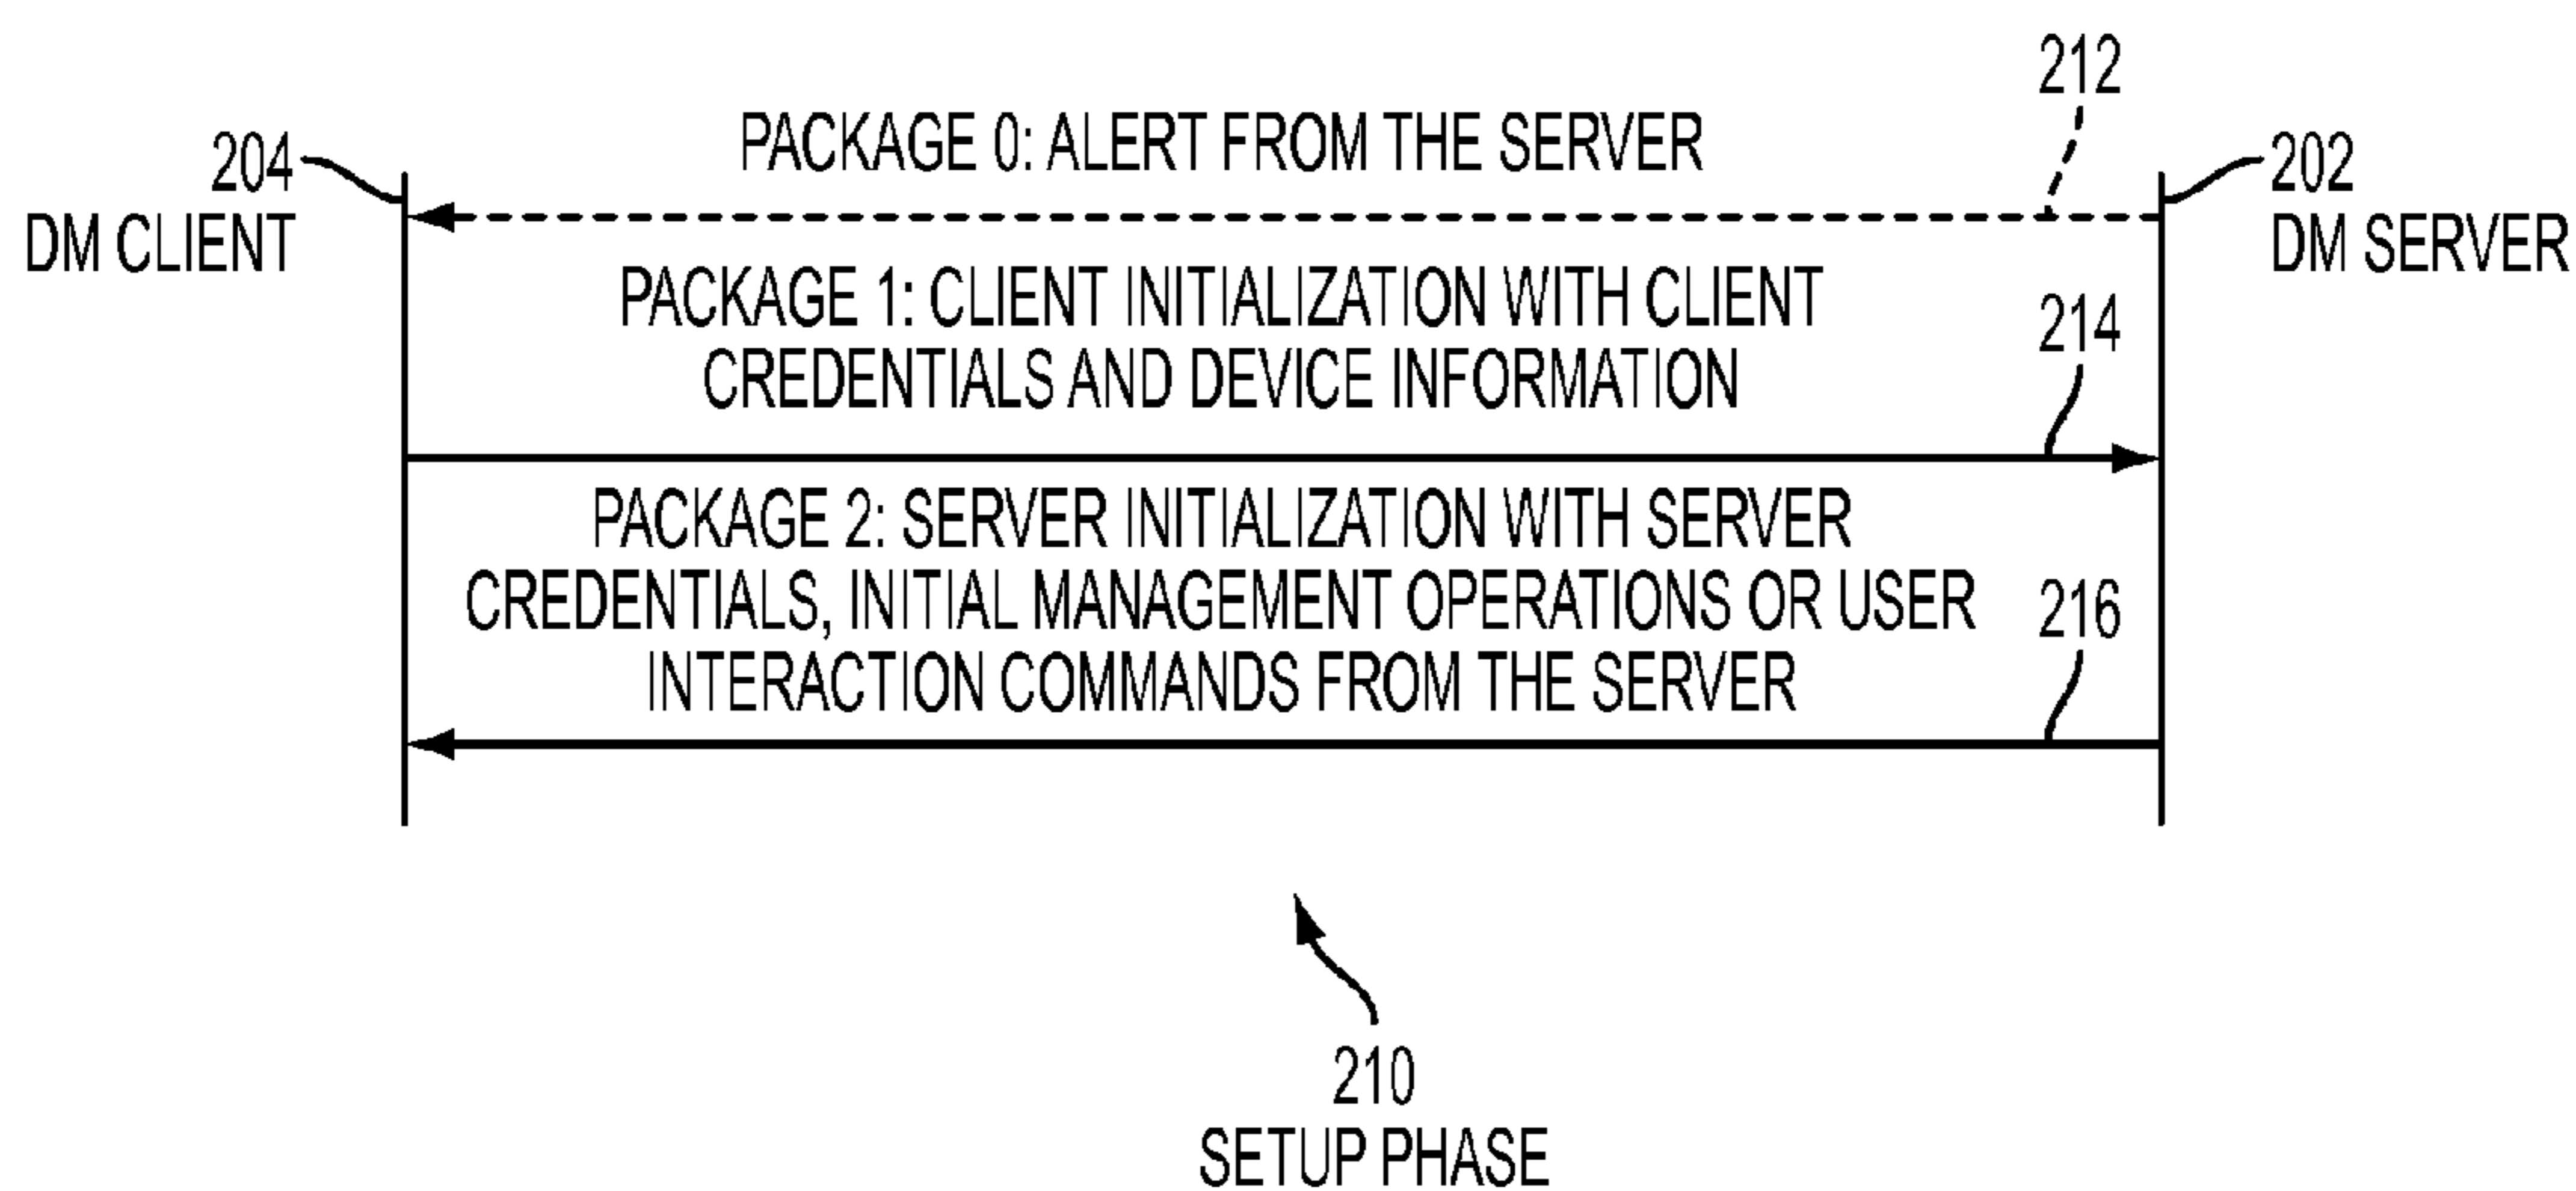 212
PACKAGE 0: ALERT FROM THE SERVER
204
DM CLIENT
202
DM SERVER
PACKAGE 1: CLIENT INITIALIZATION WITH CLIENT
CREDENTIALS AND DEVICE INFORMATION
214
PACKAGE 2: SERVER INITIALIZATION WITH SERVER
CREDENTIALS, INITIAL MANAGEMENT OPERATIONS OR USER
INTERACTION COMMANDS FROM THE SERVER
216
210
SETUP PHASE